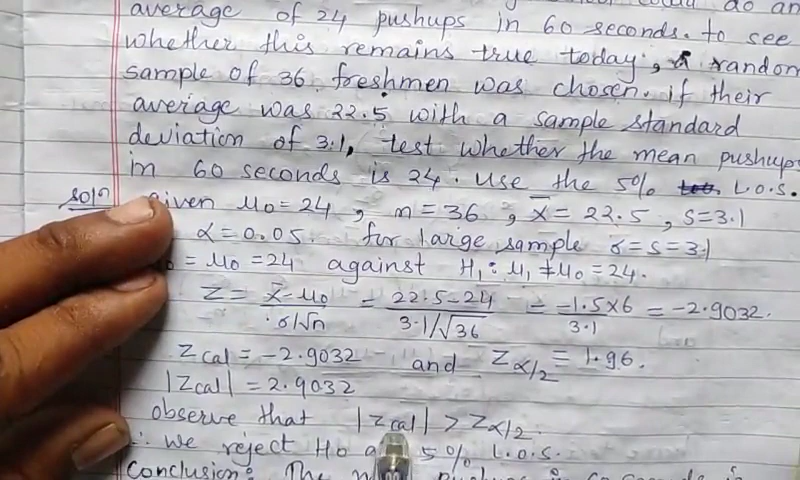 average of 24 pushups in 60 seconds. to see
whether this remains true today, a random
sample of 36 freshmen was chosen. if their
average was 22.5 with a sample standard
deviation of 3.1, test whether the mean pushups
in 60 seconds is 24. use the 5% L.O.S.
soln given μ0 = 24 , n = 36 , x̄ = 22.5 , s = 3.1
α = 0.05. for large sample σ = s = 3.1
= μ0 = 24 against H1 : μ1 ≠ μ0 = 24.
Z = x̄ - μ0 / σ/√n = 22.5 - 24 / 3.1/√36 = -1.5 × 6 / 3.1 = -2.9032.
Zcal = -2.9032 and Zα/2 = 1.96.
|Zcal| = 2.9032
observe that |Zcal| > Zα/2.
∴ we reject H0 5% L.O.S.
Conclusion: The